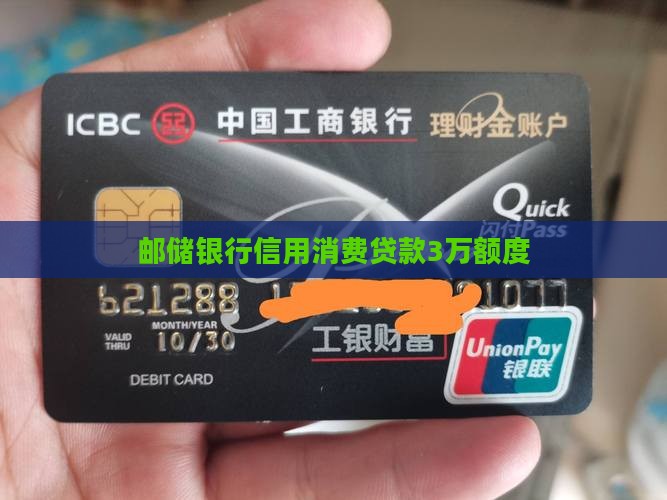 ICBC 中国工商银行 理财金账户
Quick
闪付Pass
邮储银行信用消费贷款3万额度
621288 01077
MONTH/YEAR
VALID THRU 10/30
工银财富
UnionPay
银联
DEBIT CARD